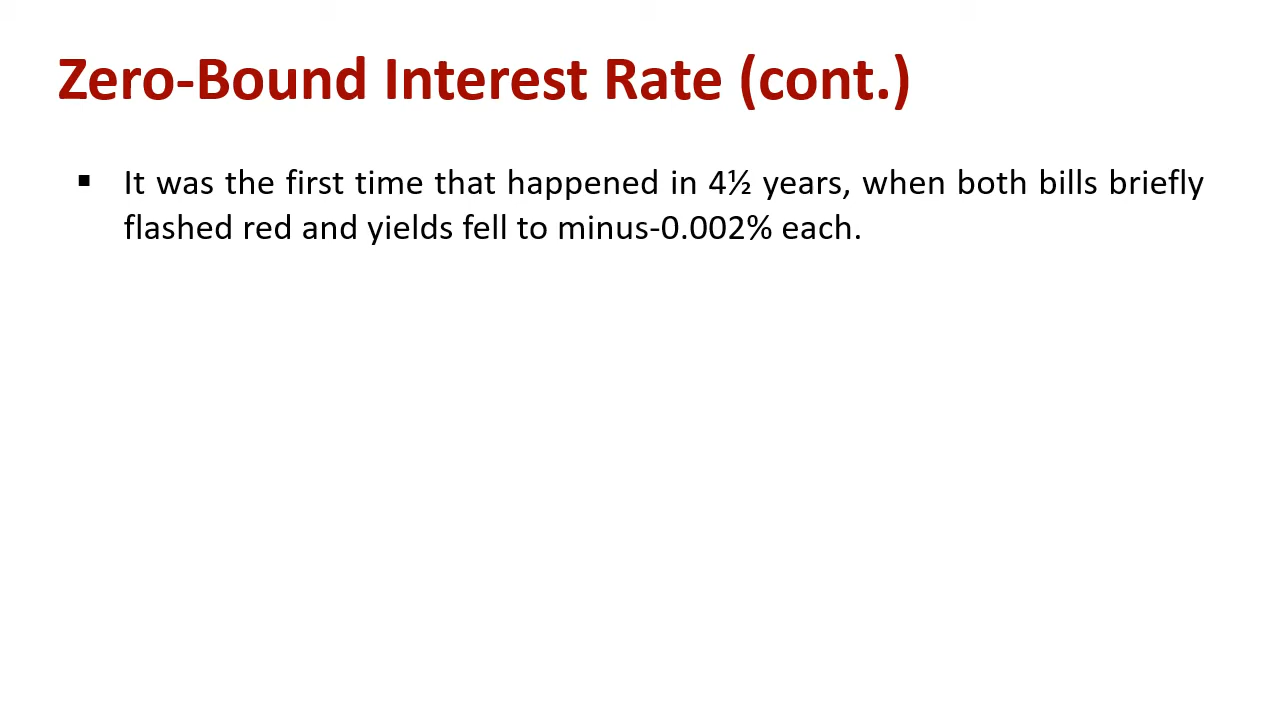 Zero-Bound Interest Rate (cont.)
▪ It was the first time that happened in 4½ years, when both bills briefly
flashed red and yields fell to minus-0.002% each.